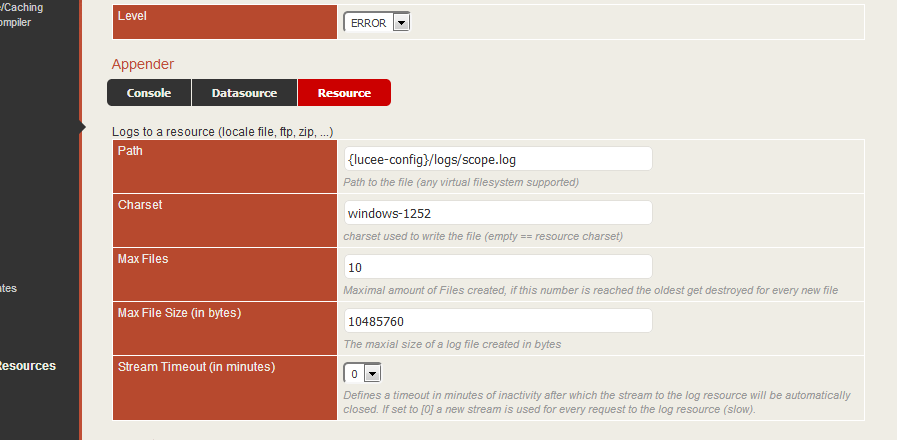 /Caching
ompiler
Level
ERROR
Appender
Console
Datasource
Resource
Logs to a resource (locale file, ftp, zip, ...)
Path
{lucee-config}/logs/scope.log
Path to the file (any virtual filesystem supported)
Charset
windows-1252
charset used to write the file (empty == resource charset)
Max Files
10
Maximal amount of Files created, if this number is reached the oldest get destroyed for every new file
ates
Max File Size (in bytes)
10485760
The maxial size of a log file created in bytes
Resources
Stream Timeout (in minutes)
0
Defines a timeout in minutes of inactivity after which the stream to the log resource will be automatically
closed. If set to [0] a new stream is used for every request to the log resource (slow).